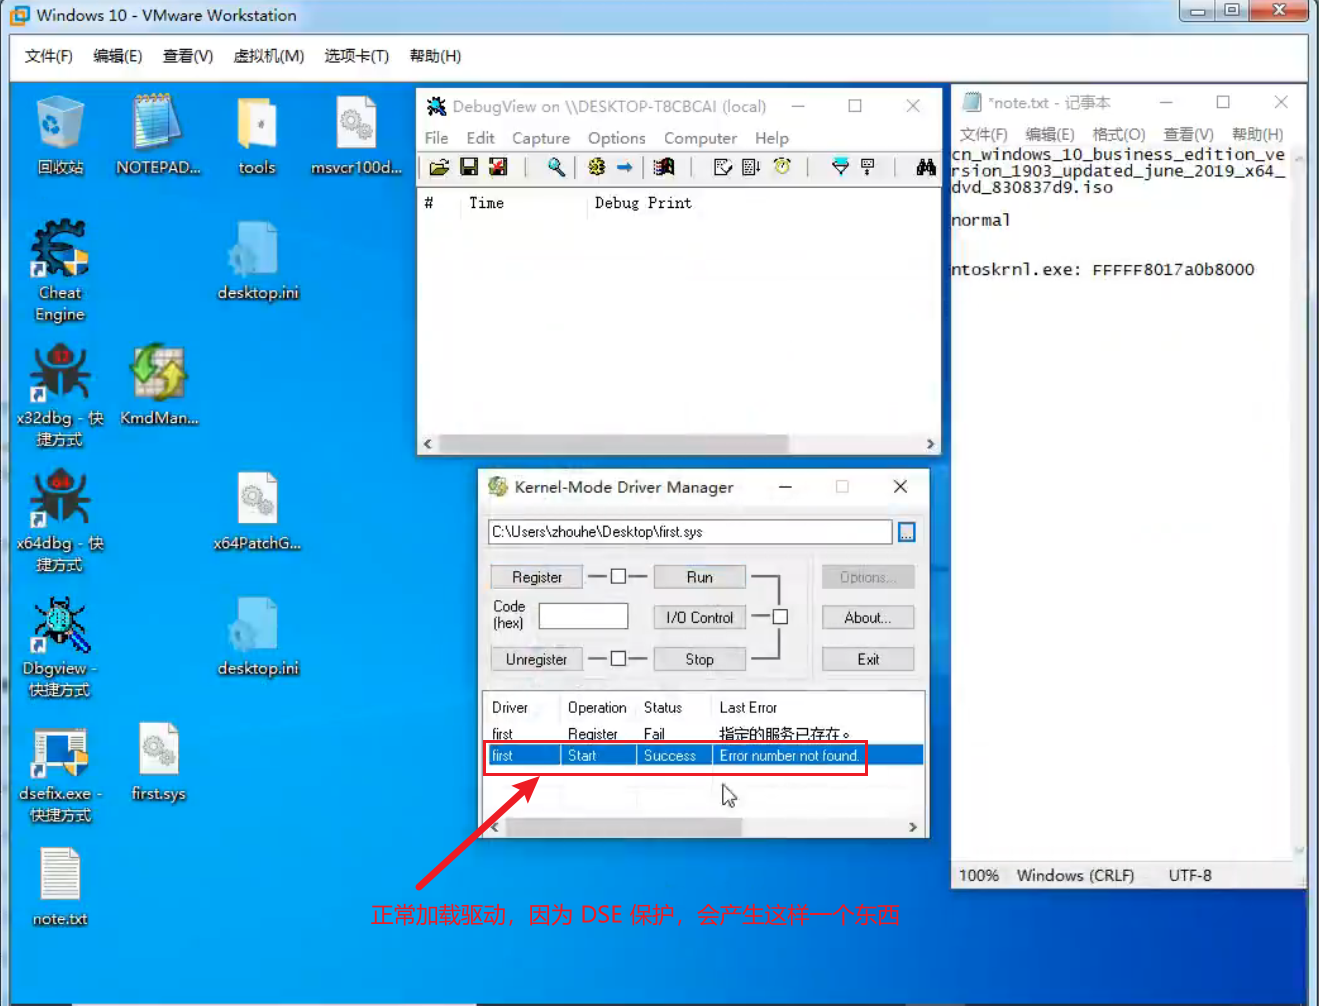 Windows 10 - VMware Workstation
文件(F) 编辑(E) 查看(V) 虚拟机(M) 选项卡(T) 帮助(H)
回收站
NOTEPAD...
tools
msvcr100d...
Cheat
Engine
desktop.ini
x32dbg - 快
捷方式
KmdMan...
x64dbg - 快
捷方式
x64PatchG...
Dbgview -
快捷方式
desktop.ini
dsefix.exe -
快捷方式
first.sys
note.txt
DebugView on \\DESKTOP-T8CBCAI (local)
File Edit Capture Options Computer Help
# Time Debug Print
*note.txt - 记事本
文件(F) 编辑(E) 格式(O) 查看(V) 帮助(H)
cn_windows_10_business_edition_ve
rsion_1903_updated_june_2019_x64_
dvd_830837d9.iso
normal
ntoskrnl.exe: FFFFF8017a0b8000
100% Windows (CRLF) UTF-8
Kernel-Mode Driver Manager
C:\Users\zhouhe\Desktop\first.sys
...
Register Run Options...
Code
(hex)
I/O Control About...
Unregister Stop Exit
Driver Operation Status Last Error
first Register Fail 指定的服务已存在。
first Start Success Error number not found.
正常加载驱动，因为 DSE 保护，会产生这样一个东西